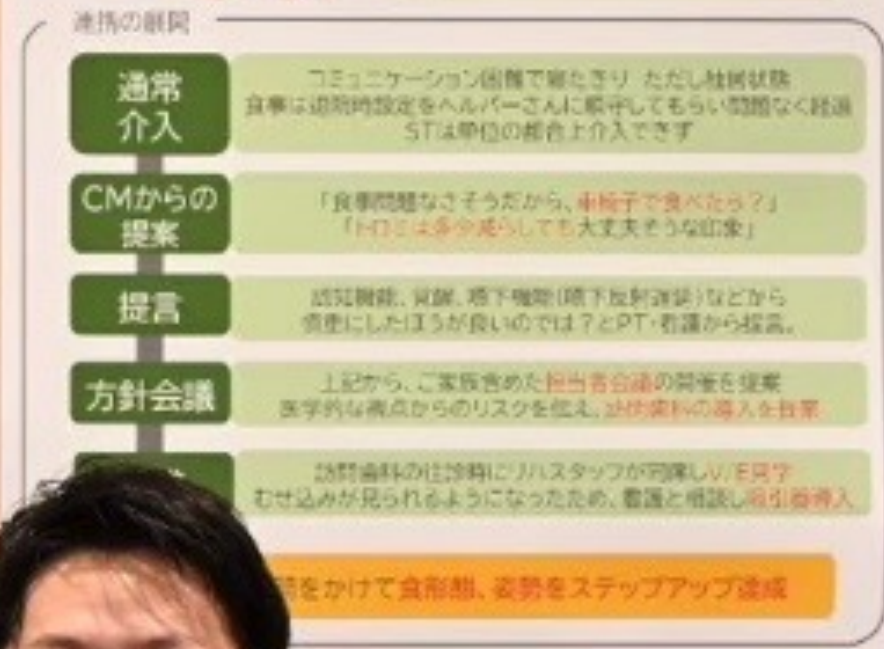 連携の展開
通常
介入
コミュニケーション困難で寝たきり ただし独居状態
食事は退院時設定をヘルパーさんに順守してもらい問題なく経過
STは単位の都合上介入できず
CMからの
提案
「食事問題なさそうだから、車椅子で食べたら？」
「トロミは多少減らしても大丈夫そうな印象」
提言
認知機能、覚醒、嚥下機能(嚥下反射遅延)などから
慎重にしたほうが良いのでは？とPT・看護から提言。
方針会議
上記から、ご家族含めた担当者会議の開催を提案
医学的な視点からのリスクを伝え、訪問歯科の導入を提案
訪問歯科の往診時にリハスタッフが同席しV/E見学
むせ込みが見られるようになったため、看護と相談し吸引器導入
をかけて食形態、姿勢をステップアップ達成